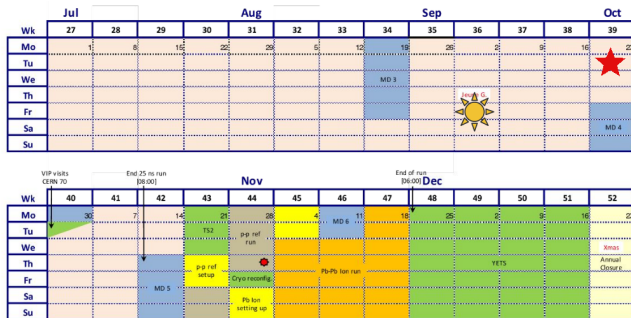 Jul Aug Sep Oct
Wk 27 28 29 30 31 32 33 34 35 36 37 38 39
Mo 1 8 15 22 29 5 12 19 26 2 9 16 23
Tu
We MD 3
Th Jeune G.
Fr
Sa MD 4
Su
VIP visits
CERN 70
End 25 ns run
[08:00]
End of run
[06:00]
Nov Dec
Wk 40 41 42 43 44 45 46 47 48 49 50 51 52
Mo 30 7 14 21 28 4 11 18 25 2 9 16 23
MD 6
Tu TS2
p-p ref
run
We Xmas
Th p-p ref
setup
Pb-Pb Ion run
YETS
Annual
Closure
Fr Cryo reconfig.
MD 5
Sa Pb Ion
setting up
Su